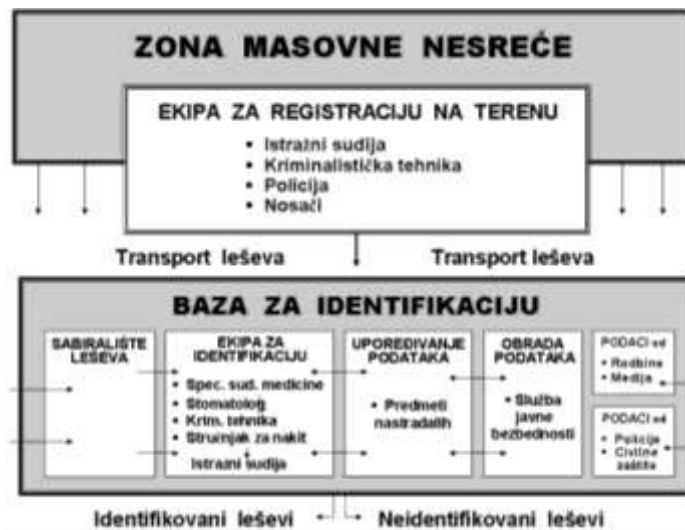 ZONA MASOVNE NESREĆE
EKIPA ZA REGISTRACIJU NA TERENU
▪ Istražni sudija
▪ Kriminalistička tehnika
▪ Policija
▪ Nosači
Transport leševa
Transport leševa
BAZA ZA IDENTIFIKACIJU
SABIRALIŠTE
LEŠEVA
EKIPA ZA
IDENTIFIKACIJU
▪ Spec. sud. medicine
▪ Stomatolog
▪ Krim. tehnika
▪ Stručnjak za nakit
Istražni sudija
UPOREĐIVANJE
PODATAKA
▪ Predmeti
nastradalih
OBRADA
PODATAKA
▪ Služba
javne
bezbednosti
PODACI od
▪ Rodbine
▪ Medija
PODACI od
▪ Policije
▪ Civilne
zaštite
Identifikovani leševi
Neidentifikovani leševi